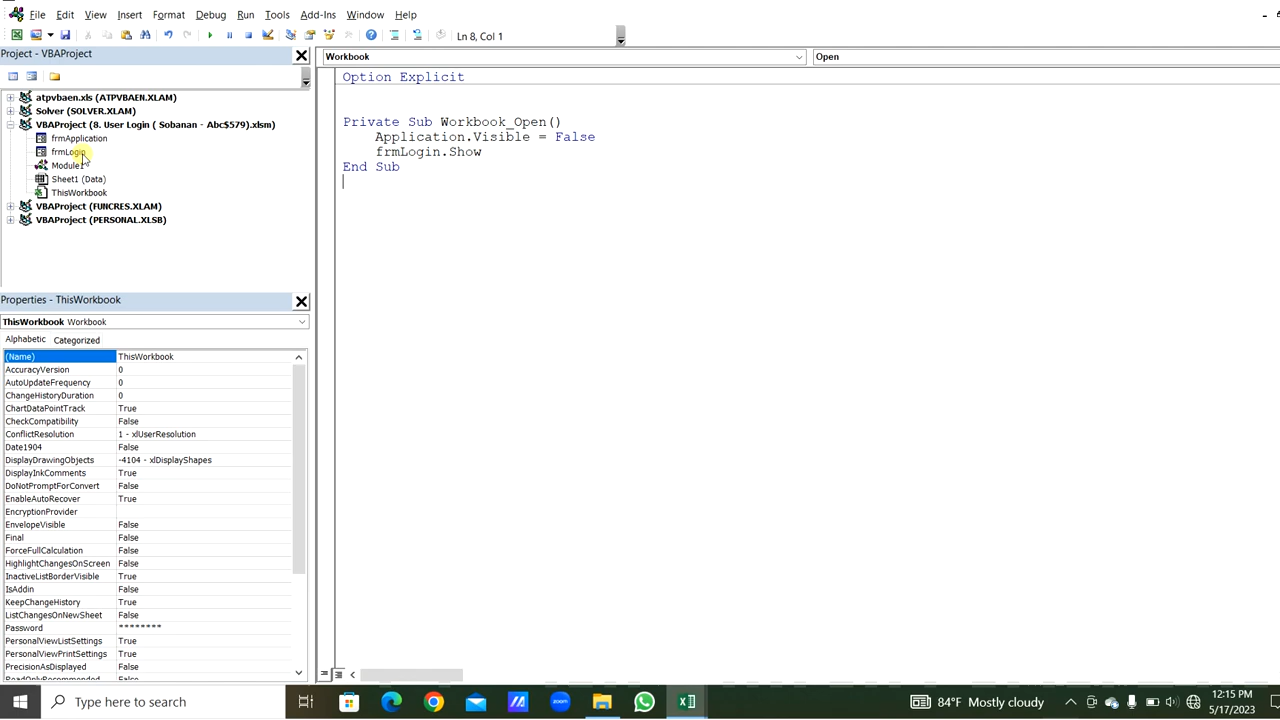 File Edit View Insert Format Debug Run Tools Add-Ins Window Help
Ln 8, Col 1
Project - VBAProject
Workbook
Open
Option Explicit
atpvbaen.xls (ATPVBAEN.XLAM)
Solver (SOLVER.XLAM)
VBAProject (8. User Login ( Sobanan - Abc$579).xlsm)
frmApplication
frmLogin
Module1
Sheet1 (Data)
ThisWorkbook
VBAProject (FUNCRES.XLAM)
VBAProject (PERSONAL.XLSB)
Private Sub Workbook_Open()
Application.Visible = False
frmLogin.Show
End Sub
Properties - ThisWorkbook
ThisWorkbook Workbook
Alphabetic Categorized
(Name) ThisWorkbook
AccuracyVersion 0
AutoUpdateFrequency 0
ChangeHistoryDuration 0
ChartDataPointTrack True
CheckCompatibility False
ConflictResolution 1 - xlUserResolution
Date1904 False
DisplayDrawingObjects -4104 - xlDisplayShapes
DisplayInkComments True
DoNotPromptForConvert False
EnableAutoRecover True
EncryptionProvider
EnvelopeVisible False
Final False
ForceFullCalculation False
HighlightChangesOnScreen False
InactiveListBorderVisible True
IsAddin False
KeepChangeHistory True
ListChangesOnNewSheet False
Password ********
PersonalViewListSettings True
PersonalViewPrintSettings True
PrecisionAsDisplayed False
ReadOnlyRecommended False
Type here to search
zoom
84°F Mostly cloudy
12:15 PM
5/17/2023